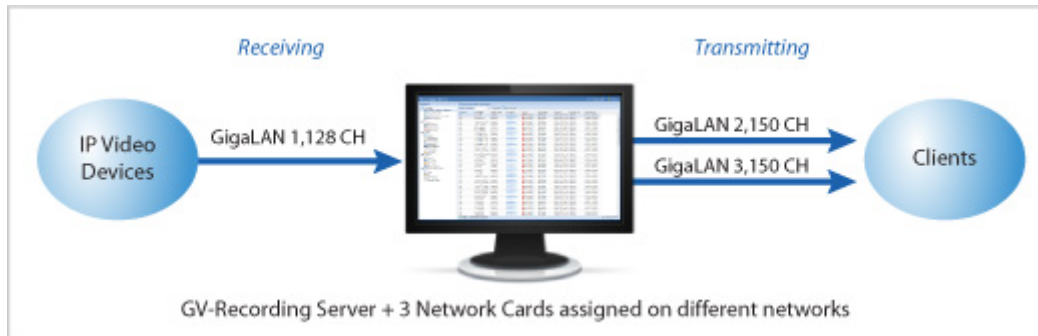 Receiving
Transmitting
IP Video
Devices
GigaLAN 1,128 CH
GigaLAN 2,150 CH
GigaLAN 3,150 CH
Clients
GV-Recording Server + 3 Network Cards assigned on different networks